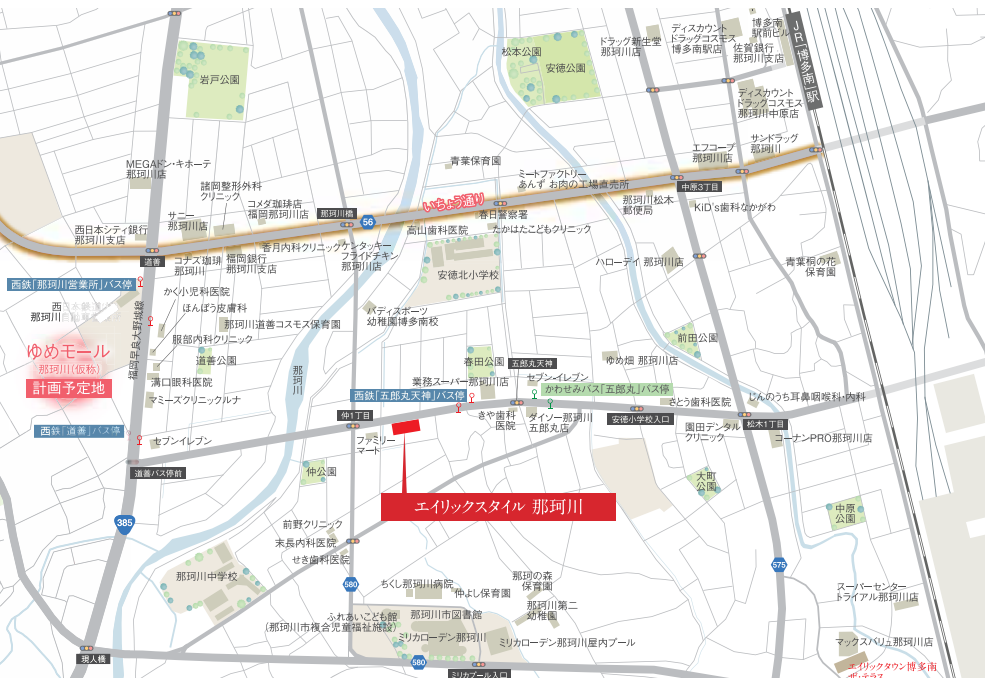 岩戸公園
松本公園
安徳公園
ドラッグ新生堂
那珂川店
ディスカウント
ドラッグコスモス
博多南駅店
博多南
駅前ビル
佐賀銀行
那珂川支店
JR「博多南」駅
ディスカウント
ドラッグコスモス
那珂川中原店
サンドラッグ
那珂川
エフコープ
那珂川店
中原3丁目
MEGAドン・キホーテ
那珂川店
諸岡整形外科
クリニック
コメダ珈琲店
福岡那珂川店
那珂川橋
56
いちょう通り
青葉保育園
ミートファクトリー
あんず お肉の工場直売所
春日警察署
高山歯科医院
たかはたこどもクリニック
那珂川松木
郵便局
KiD's歯科なかがわ
サニー
那珂川店
西日本シティ銀行
那珂川支店
道善
コナズ珈琲
那珂川
福岡銀行
那珂川支店
香月内科クリニック
ケンタッキー
フライドチキン
那珂川店
安徳北小学校
ハローデイ 那珂川店
青葉桐の花
保育園
西鉄「那珂川営業所」バス停
かく小児科医院
ほんぼう皮膚科
那珂川道善コスモス保育園
服部内科クリニック
福岡早良大野城線
バディスポーツ
幼稚園博多南校
ゆめモール
那珂川(仮称)
計画予定地
道善公園
溝口眼科医院
マミーズクリニックルナ
那珂川
春日公園
五郎丸天神
前田公園
ゆめ畑 那珂川店
業務スーパー那珂川店
セブン-イレブン
西鉄「五郎丸天神」バス停
かわせみバス「五郎丸」バス停
さとう歯科医院
じんのうち耳鼻咽喉科・内科
西鉄「道善」バス停
セブンイレブン
道善バス停前
仲1丁目
ファミリー
マート
きや歯科
医院
ダイソー那珂川
五郎丸店
安徳小学校入口
園田デンタル
クリニック
松木1丁目
コーナンPRO那珂川店
仲公園
エイリックスタイル 那珂川
大町
公園
中原
公園
385
前野クリニック
末長内科医院
せき歯科医院
那珂川中学校
580
575
ちくし那珂川病院
仲よし保育園
那珂の森
保育園
那珂川第二
幼稚園
ふれあいこども館
(那珂川市複合児童福祉施設)
那珂川市図書館
ミリカローデン那珂川
ミリカローデン那珂川屋内プール
スーパーセンター
トライアル那珂川店
マックスバリュ那珂川店
現人橋
580
ミリカプール入口
エイリックタウン博多南
ザ・テラス